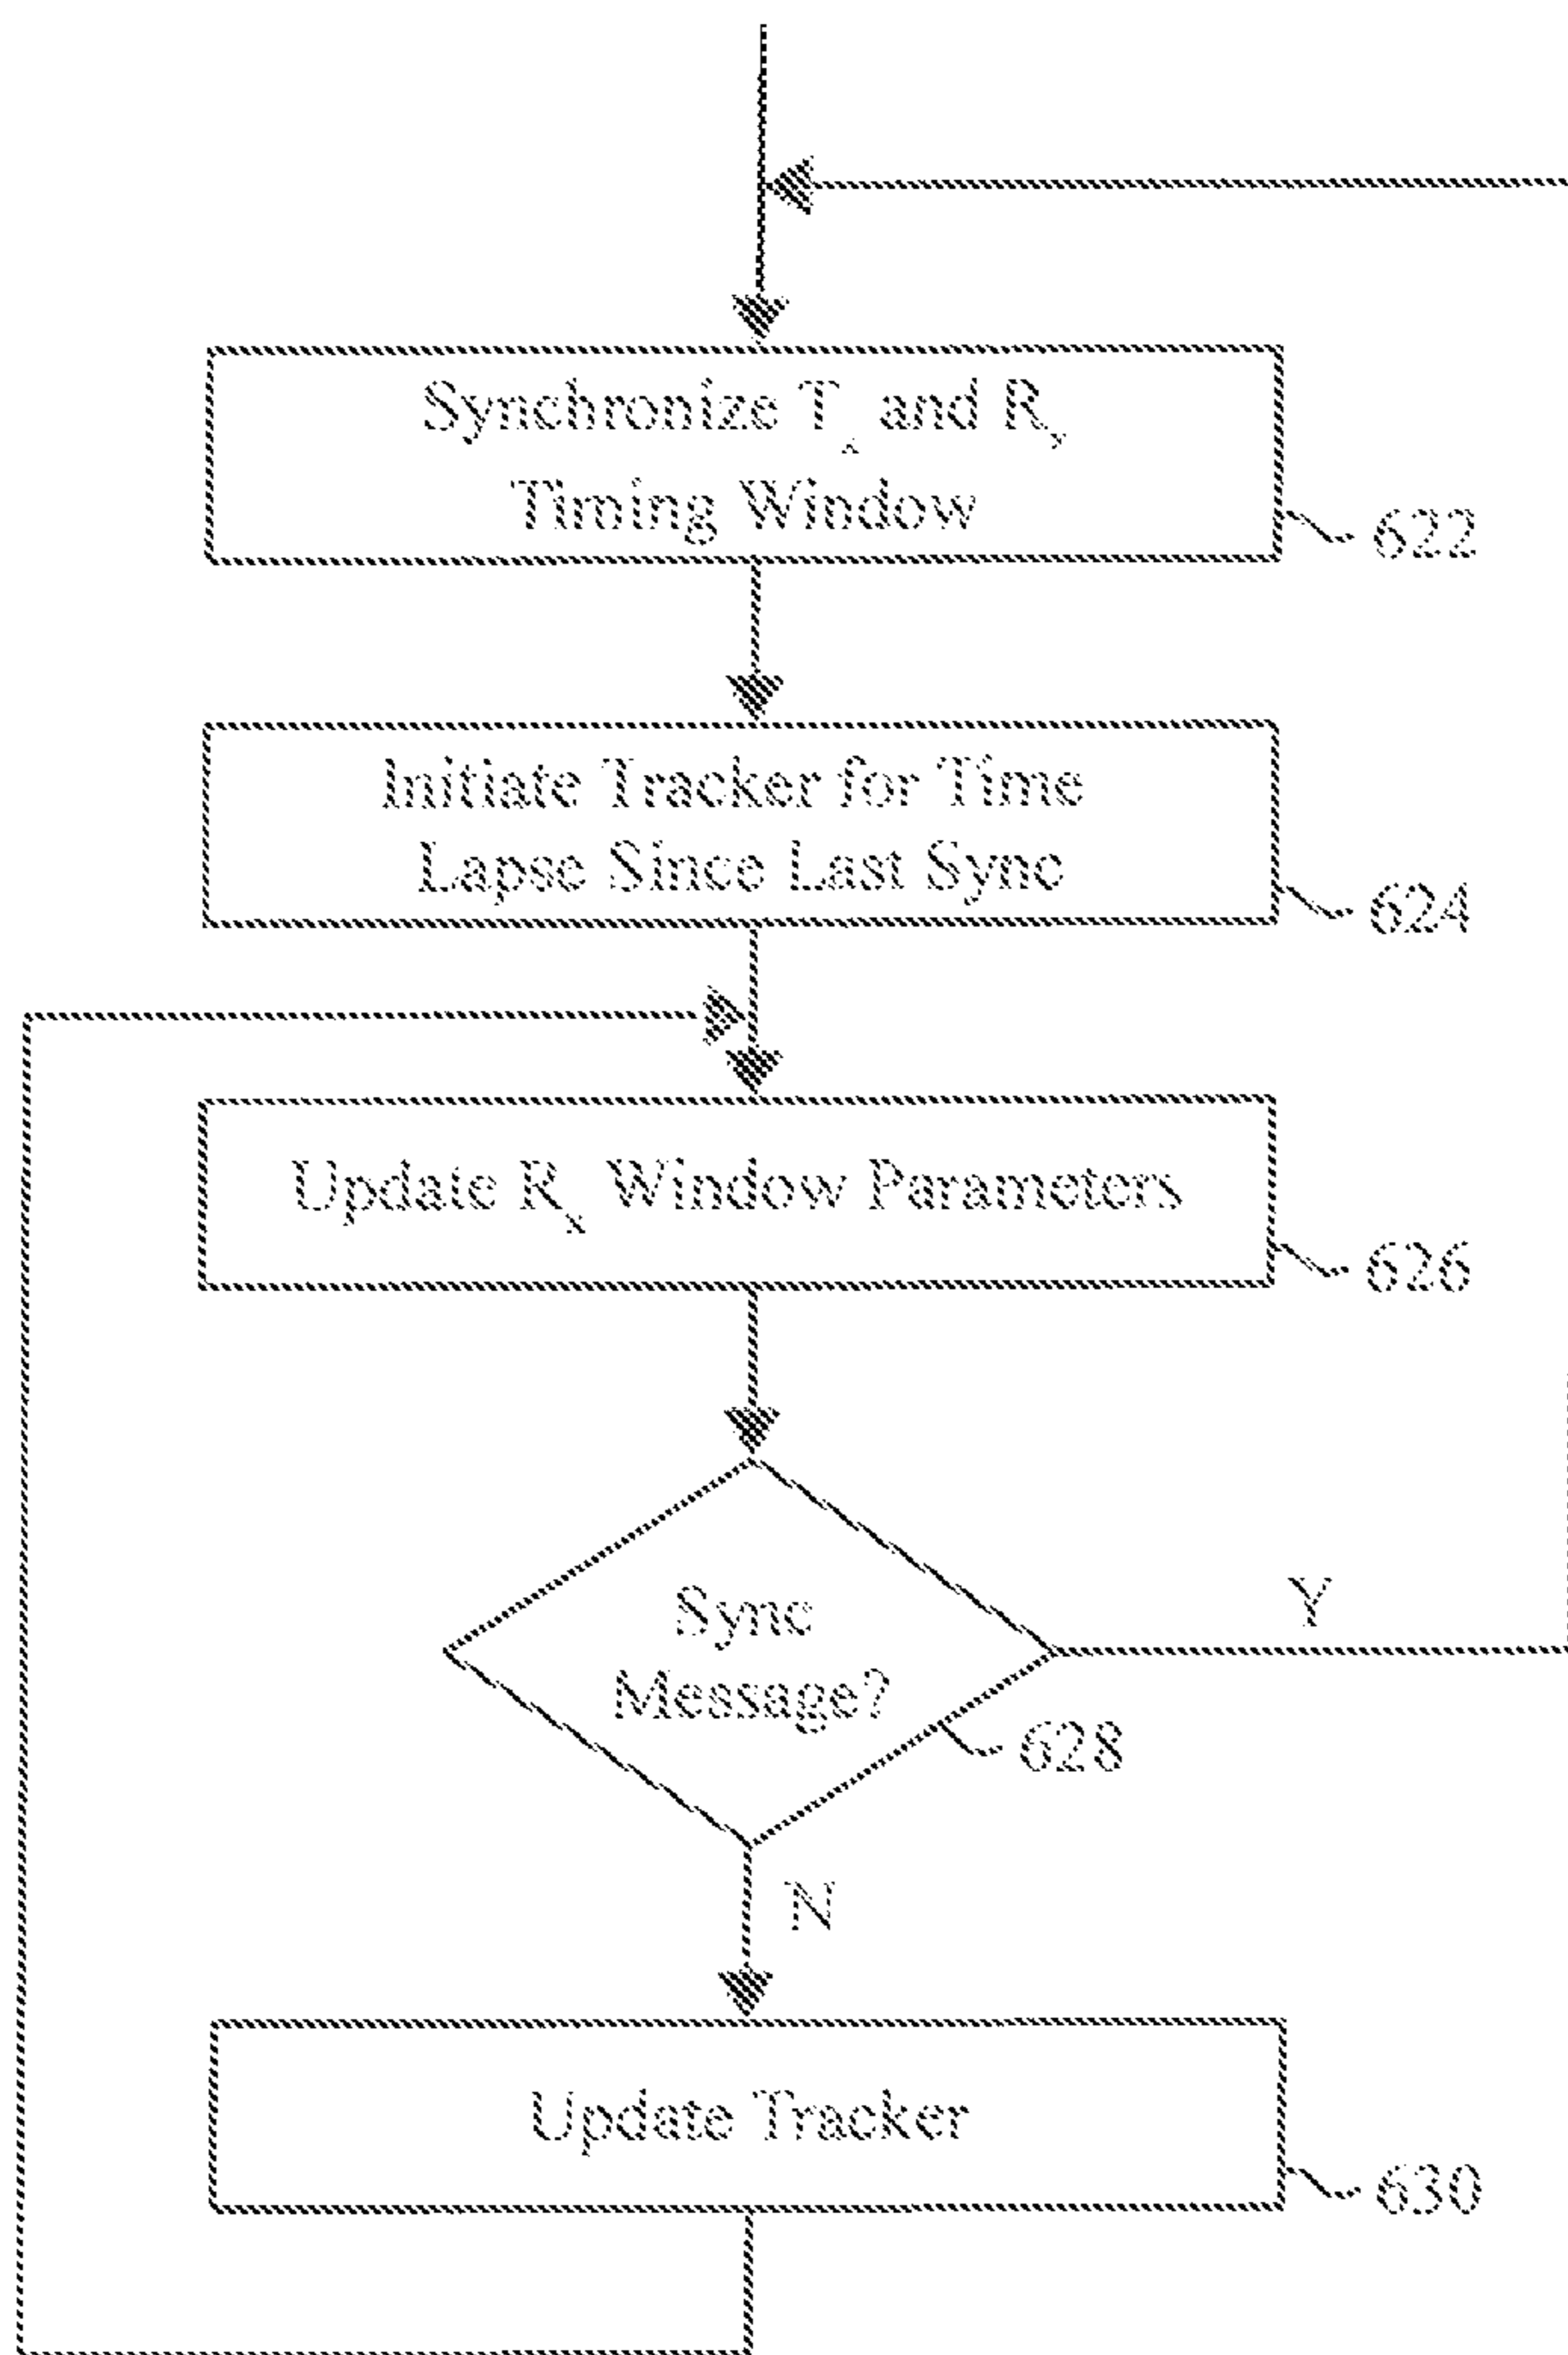 Synchronize Tx and Rx
Timing Window
622
Initiate Tracker for Time
Lapse Since Last Sync
624
Update Rx Window Parameters
626
Sync
Message?
Y
628
N
Update Tracker
630